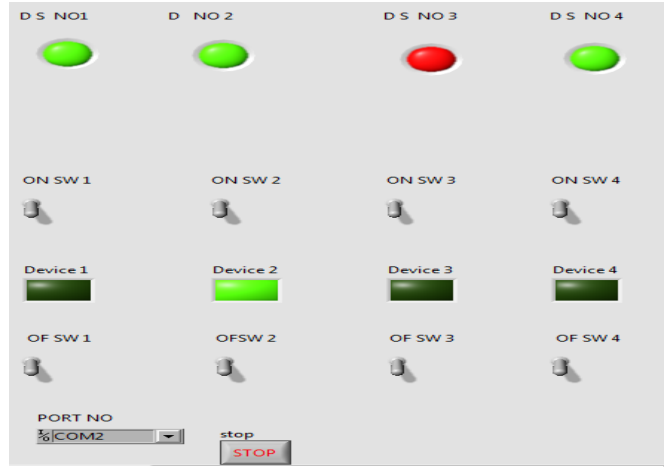 D S NO1 D NO 2 D S NO 3 D S NO 4
ON SW 1 ON SW 2 ON SW 3 ON SW 4
Device 1 Device 2 Device 3 Device 4
OF SW 1 OFSW 2 OF SW 3 OF SW 4
PORT NO
I/O COM2
stop
STOP